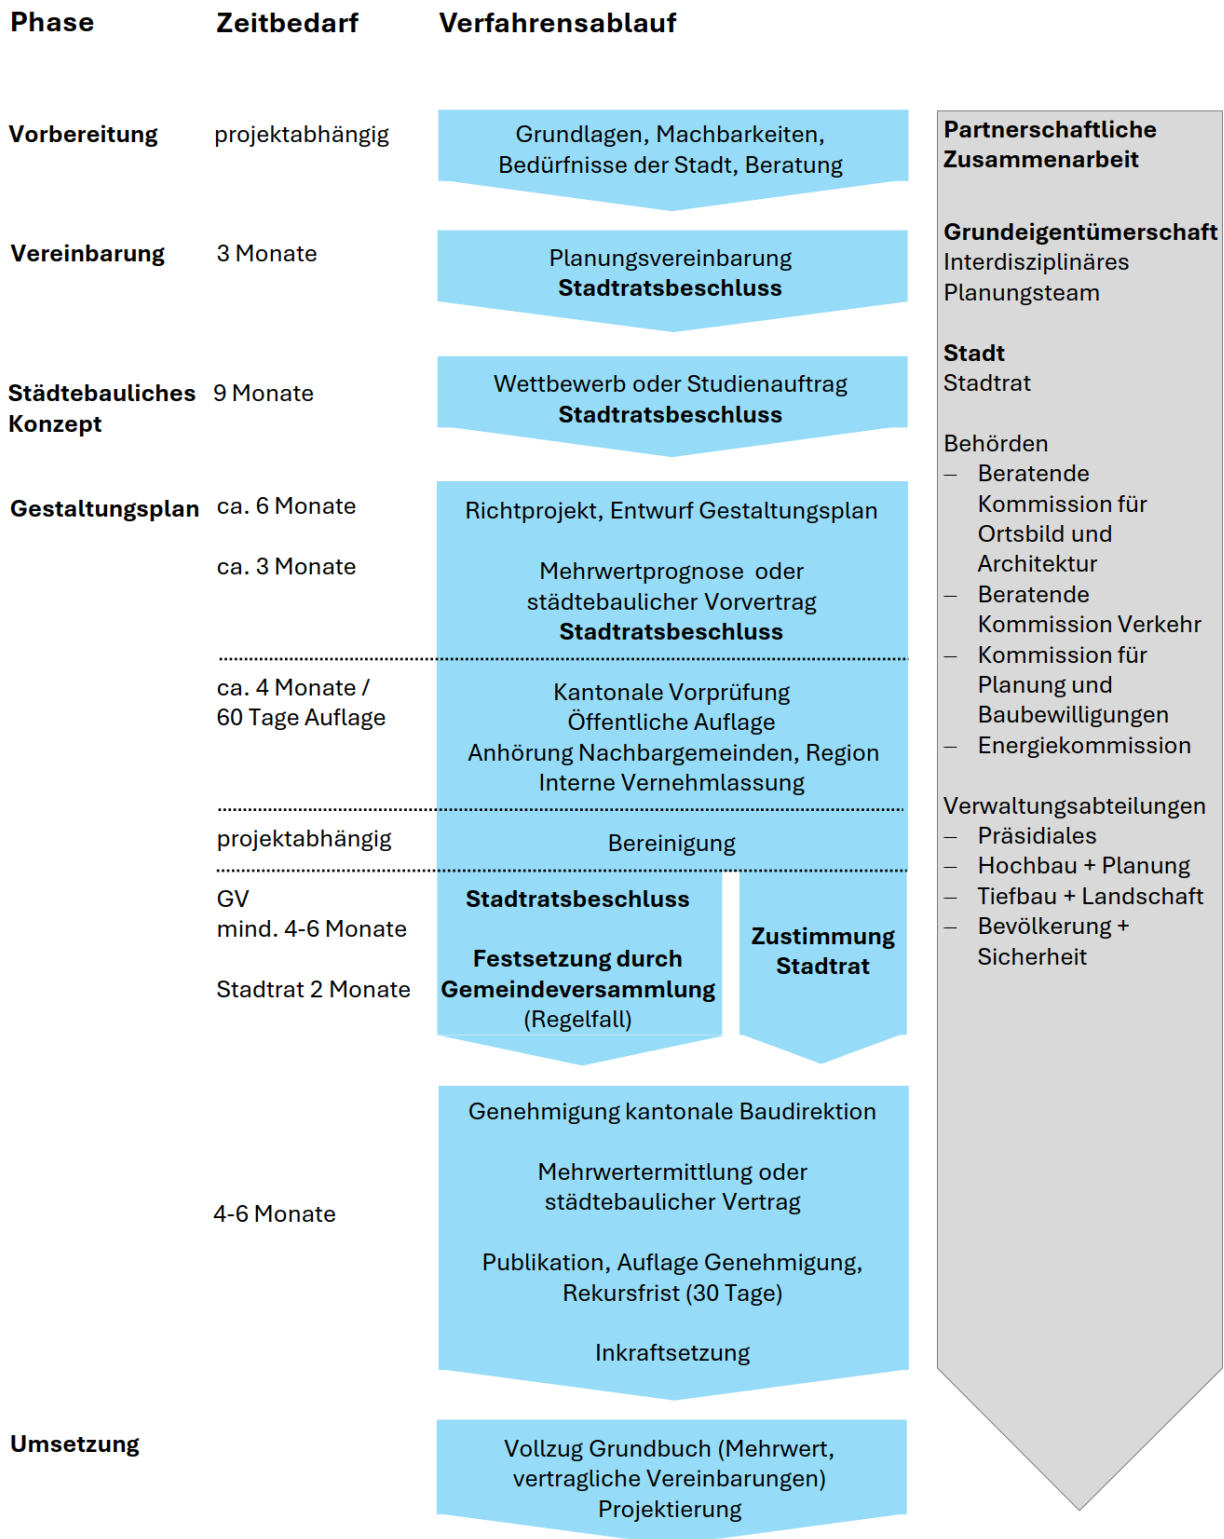 Phase Zeitbedarf Verfahrensablauf
Vorbereitung projektabhängig
Grundlagen, Machbarkeiten,
Bedürfnisse der Stadt, Beratung
Vereinbarung 3 Monate
Planungsvereinbarung
Stadtratsbeschluss
Städtebauliches
Konzept
9 Monate
Wettbewerb oder Studienauftrag
Stadtratsbeschluss
Gestaltungsplan
ca. 6 Monate
Richtprojekt, Entwurf Gestaltungsplan
ca. 3 Monate
Mehrwertprognose oder
städtebaulicher Vorvertrag
Stadtratsbeschluss
ca. 4 Monate /
60 Tage Auflage
Kantonale Vorprüfung
Öffentliche Auflage
Anhörung Nachbargemeinden, Region
Interne Vernehmlassung
projektabhängig
Bereinigung
GV
mind. 4-6 Monate
Stadtrat 2 Monate
Stadtratsbeschluss
Festsetzung durch
Gemeindeversammlung
(Regelfall)
Zustimmung
Stadtrat
4-6 Monate
Genehmigung kantonale Baudirektion
Mehrwertermittlung oder
städtebaulicher Vertrag
Publikation, Auflage Genehmigung,
Rekursfrist (30 Tage)
Inkraftsetzung
Umsetzung
Vollzug Grundbuch (Mehrwert,
vertragliche Vereinbarungen)
Projektierung
Partnerschaftliche
Zusammenarbeit
Grundeigentümerschaft
Interdisziplinäres
Planungsteam
Stadt
Stadtrat
Behörden
– Beratende
Kommission für
Ortsbild und
Architektur
– Beratende
Kommission Verkehr
– Kommission für
Planung und
Baubewilligungen
– Energiekommission
Verwaltungsabteilungen
– Präsidiales
– Hochbau + Planung
– Tiefbau + Landschaft
– Bevölkerung +
Sicherheit